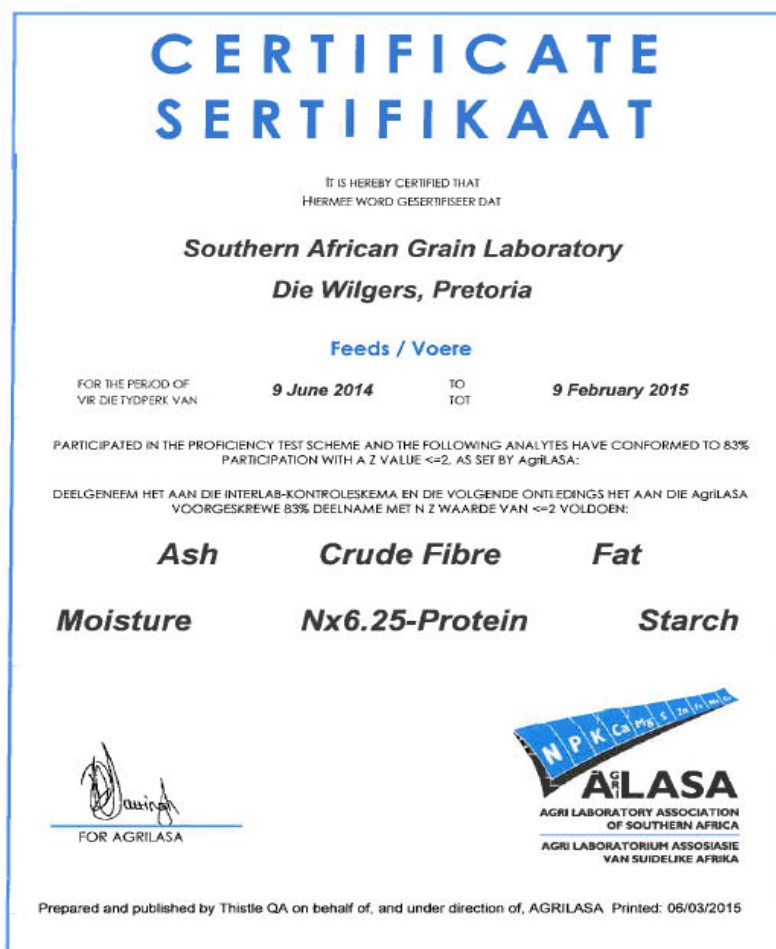 CERTIFICATE
SERTIFIKAAT
IT IS HEREBY CERTIFIED THAT
HIERMEE WORD GESERTIFISEER DAT
Southern African Grain Laboratory
Die Wilgers, Pretoria
Feeds / Voere
FOR THE PERIOD OF
VIR DIE TYDPERK VAN
9 June 2014
TO
TOT
9 February 2015
PARTICIPATED IN THE PROFICIENCY TEST SCHEME AND THE FOLLOWING ANALYTES HAVE CONFORMED TO 83%
PARTICIPATION WITH A Z VALUE <=2, AS SET BY AgriLASA:
DEELGENEEM HET AAN DIE INTERLAB-KONTROLESKEMA EN DIE VOLGENDE ONTLEDINGS HET AAN DIE AgriLASA
VOORGESKREWE 83% DEELNAME MET N Z WAARDE VAN <=2 VOLDOEN:
Ash Crude Fibre Fat
Moisture Nx6.25-Protein Starch
FOR AGRILASA
N P K Ca Mg S Zn Fe Mn Cu
AGRILASA
AGRI LABORATORY ASSOCIATION
OF SOUTHERN AFRICA
AGRI LABORATORIUM ASSOSIASIE
VAN SUIDELIKE AFRIKA
Prepared and published by Thistle QA on behalf of, and under direction of, AGRILASA Printed: 06/03/2015